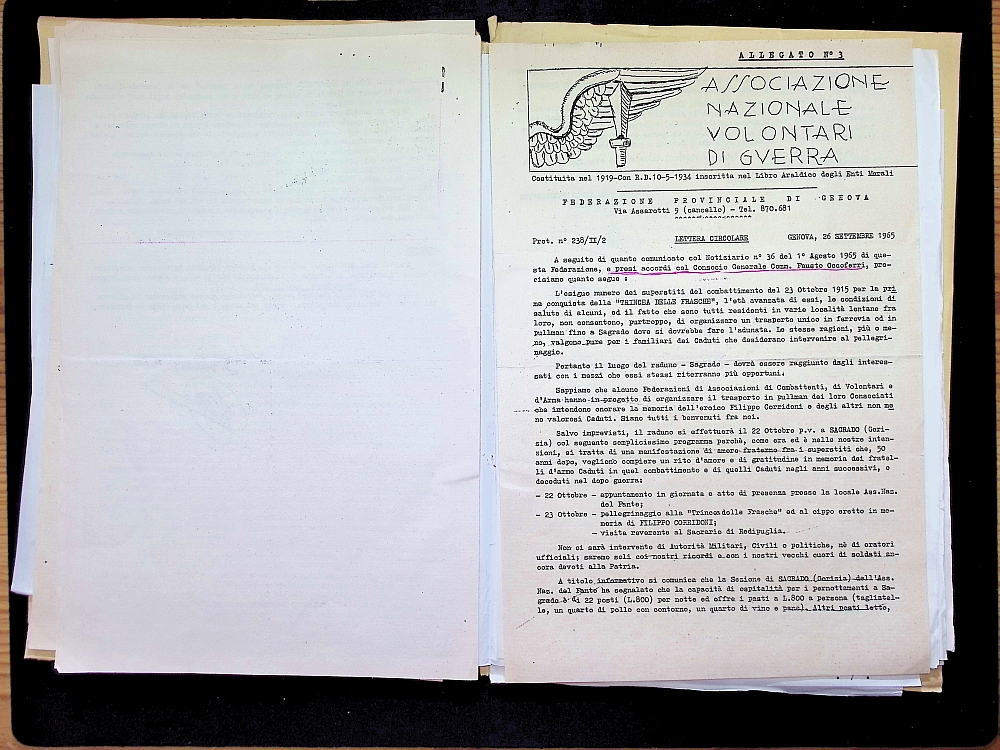 ALLEGATO N° 3
ASSOCIAZIONE
NAZIONALE
VOLONTARI
DI GVERRA
Costituita nel 1919-Con R.D.10-5-1934 inscritta nel Libro Araldico degli Enti Morali
FEDERAZIONE PROVINCIALE DI GENOVA
Via Assarotti 9 (cancello) - Tel. 870.681
Prot. n° 238/II/2 LETTERA CIRCOLARE GENOVA, 26 SETTEMBRE 1965
A seguito di quanto comunicato col Notiziario n° 36 del 1° Agosto 1965 di que-
sta Federazione, e presi accordi col Consocio Generale Comm. Fausto Cecoferri, pre-
cisiamo quanto segue :
L'esiguo numero dei superstiti del combattimento del 23 Ottobre 1915 per la pri
ma conquista della "TRINCEA DELLE FRASCHE", l'età avanzata di essi, le condizioni di
salute di alcuni, ed il fatto che sono tutti residenti in varie località lontane fra
loro, non consentono, purtroppo, di organizzare un trasporto unico in ferrovia od in
pullman fino a Sagrado dove si dovrebbe fare l'adunata. Le stesse ragioni, più o me-
no, valgono pure per i familiari dei Caduti che desiderano intervenire al pellegri-
naggio.
Pertanto il luogo del raduno - Sagrado - dovrà essere raggiunto dagli interes-
sati con i mezzi che essi stessi riterranno più opportuni.
Sappiamo che alcune Federazioni di Associazioni di Combattenti, di Volontari e
d'Arma hanno in progetto di organizzare il trasporto in pullman dei loro Consociati
che intendono onorare la memoria dell'eroico Filippo Corridoni e degli altri non me
no valorosi Caduti. Siano tutti i benvenuti fra noi.
Salvo imprevisti, il raduno si effettuerà il 22 Ottobre p.v. a SAGRADO (Gori-
zia) col seguente semplicissimo programma perchè, come era ed è nelle nostre inten-
zioni, si tratta di una manifestazione di amore fraterno fra i superstiti che, 50
anni dopo, vogliono compiere un rito d'amore e di gratitudine in memoria dei fratel-
li d'arme Caduti in quel combattimento e di quelli Caduti negli anni successivi, o
deceduti nel dopo guerra:
- 22 Ottobre - appuntamento in giornata e atto di presenza presso la locale Ass.Naz.
del Fante;
- 23 Ottobre - pellegrinaggio alla "Trincea delle Frasche" ed al cippo eretto in me-
moria di FILIPPO CORRIDONI;
- visita reverente al Sacrario di Redipuglia.
Non ci sarà intervento di Autorità Militari, Civili o politiche, nè di oratori
ufficiali; saremo soli coi nostri ricordi e con i nostri vecchi cuori di soldati an-
cora devoti alla Patria.
A titolo informativo si comunica che la Sezione di SAGRADO (Gorizia) dell'Ass.
Naz. del Fante ha segnalato che la capacità di ospitalità per i pernottamenti a Sa-
grado è di 22 posti (L.800) per notte ed offre i pasti a L.800 a persona (tagliatel-
le, un quarto di pollo con contorno, un quarto di vino e pane). Altri posti letto,